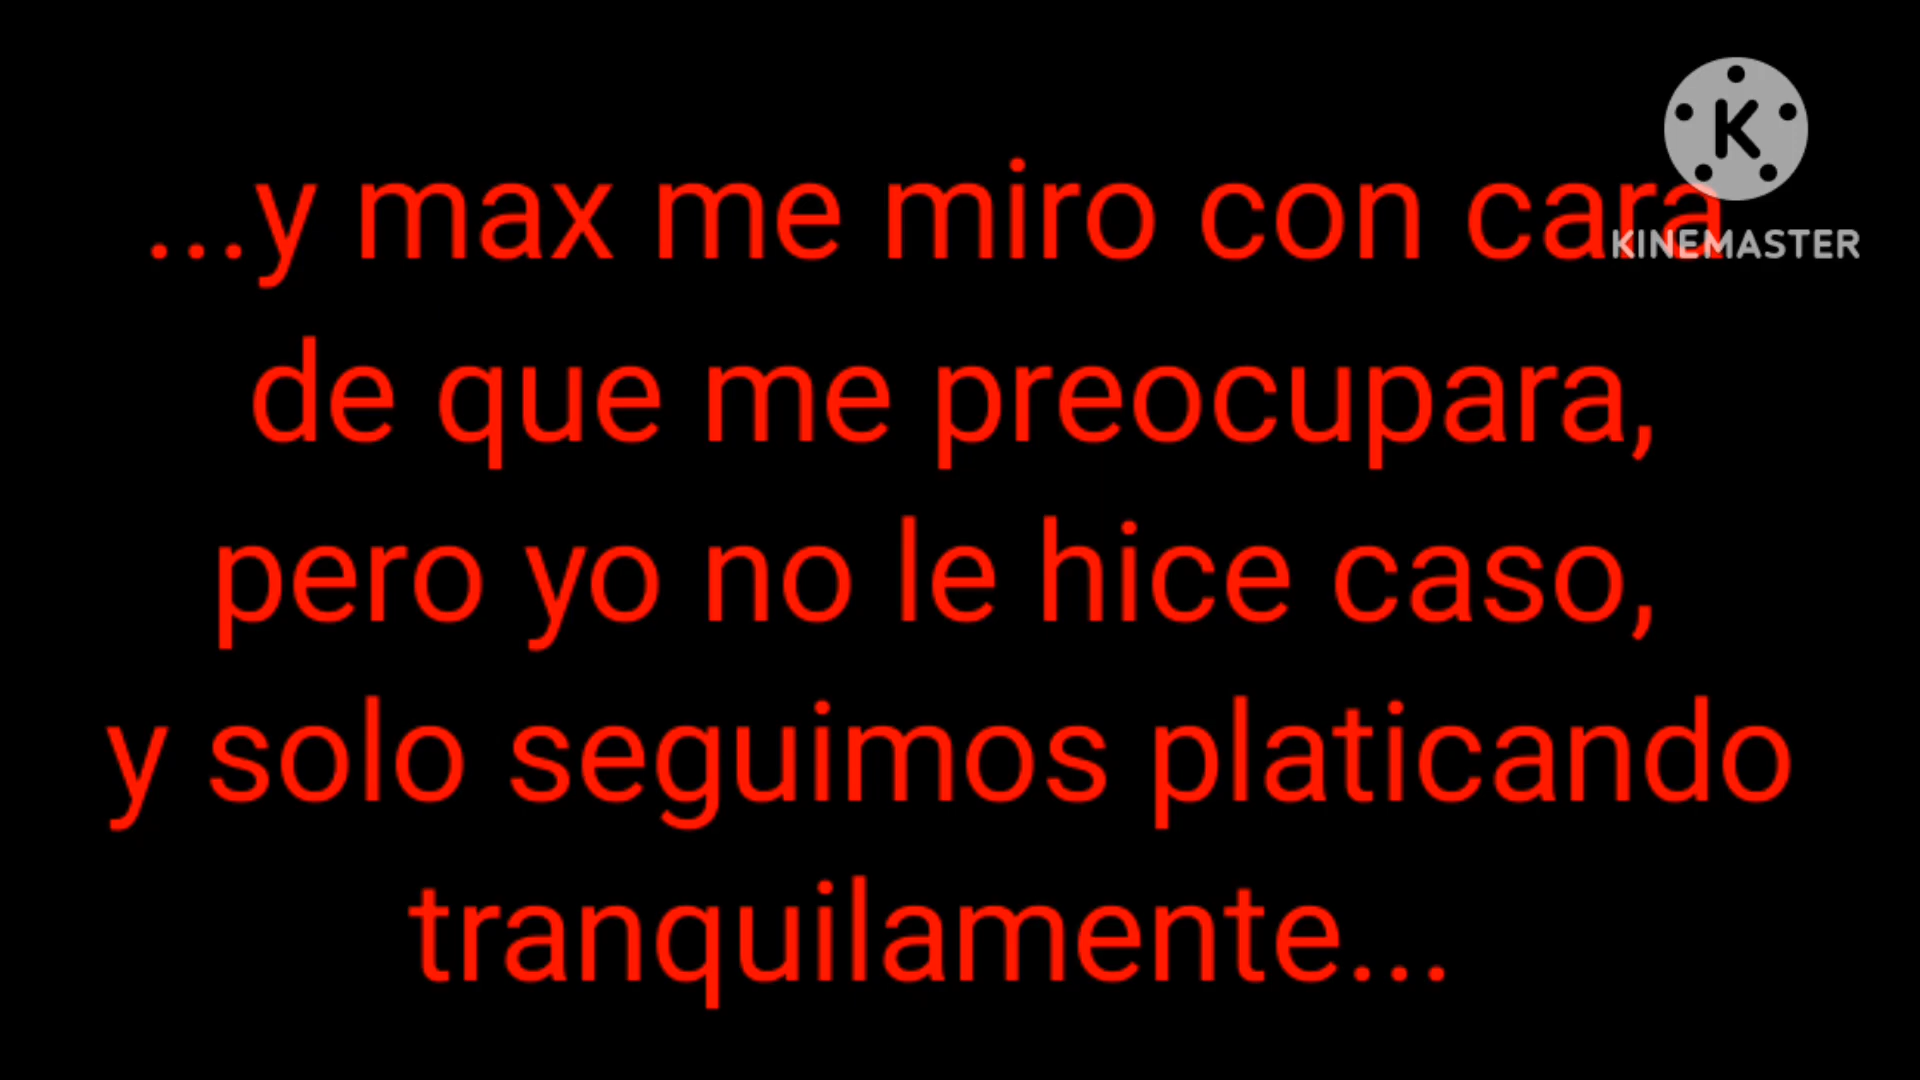 ...y max me miro con cara
KINEMASTER
de que me preocupara,
pero yo no le hice caso,
y solo seguimos platicando
tranquilamente...